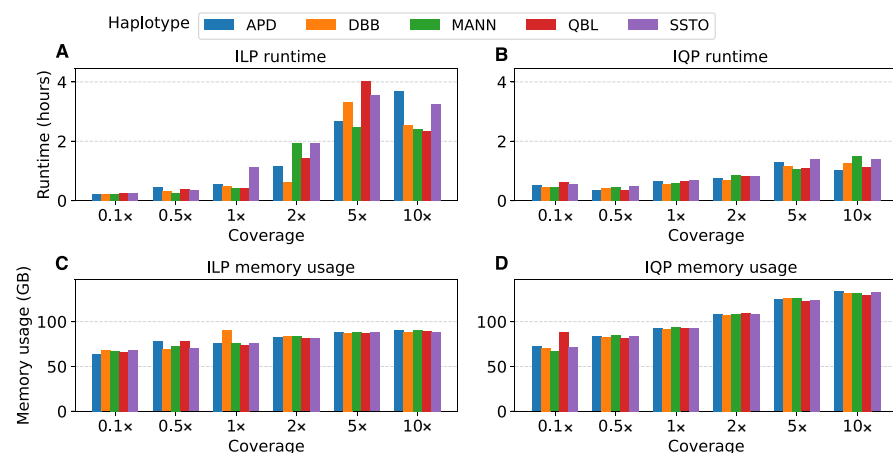 Haplotype APD DBB MANN QBL SSTO
A ILP runtime
Runtime (hours)
4
2
0
0.1× 0.5× 1× 2× 5× 10×
Coverage
B IQP runtime
4
2
0
0.1× 0.5× 1× 2× 5× 10×
Coverage
C ILP memory usage
Memory usage (GB)
100
50
0
0.1× 0.5× 1× 2× 5× 10×
Coverage
D IQP memory usage
100
50
0
0.1× 0.5× 1× 2× 5× 10×
Coverage